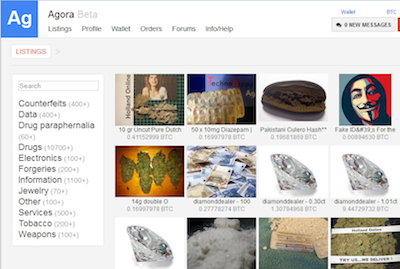 Ag
Agora Beta
Wallet BTC
Listings Profile Wallet Orders Forums Info/Help
0 NEW MESSAGES
LISTINGS >
Search
Counterfeits (400+)
Data (400+)
Drug paraphernalia
(60+)
Drugs (10700+)
Electronics (100+)
Forgeries (200+)
Information (1100+)
Jewelry (70+)
Other (100+)
Services (500+)
Tobacco (200+)
Weapons (100+)
Holland Online
10 gr Uncut Pure Dutch
0.41152999 BTC
50 x 10mg Diazepam |
0.16997978 BTC
Pakistani Culero Hash**
0.19681869 BTC
Fake ID&#39;s For the
0.00894630 BTC
14g double O
0.16997978 BTC
diamonddealer - 100
0.27778274 BTC
diamonddealer - 0.30ct
1.30794968 BTC
diamonddealer - 1.01ct
9.44729732 BTC
Holland Online
TRY US...WE DELIVER !